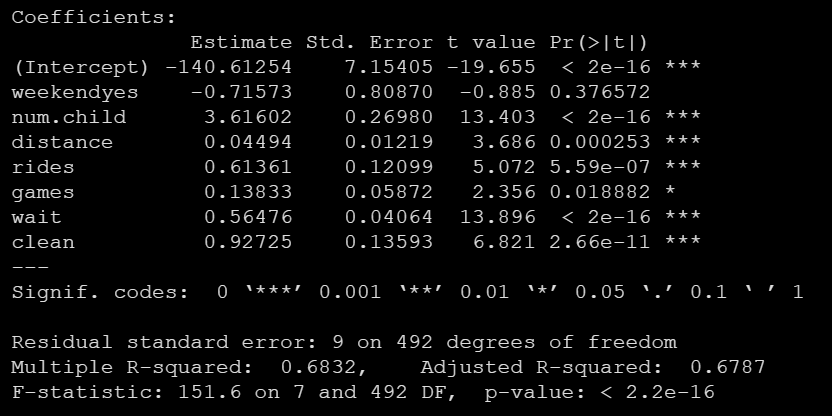 Coefficients:
Estimate Std. Error t value Pr(>|t|)
(Intercept) -140.61254 7.15405 -19.655 < 2e-16 ***
weekendyes -0.71573 0.80870 -0.885 0.376572
num.child 3.61602 0.26980 13.403 < 2e-16 ***
distance 0.04494 0.01219 3.686 0.000253 ***
rides 0.61361 0.12099 5.072 5.59e-07 ***
games 0.13833 0.05872 2.356 0.018882 *
wait 0.56476 0.04064 13.896 < 2e-16 ***
clean 0.92725 0.13593 6.821 2.66e-11 ***
---
Signif. codes: 0 ‘***’ 0.001 ‘**’ 0.01 ‘*’ 0.05 ‘.’ 0.1 ‘ ’ 1
Residual standard error: 9 on 492 degrees of freedom
Multiple R-squared: 0.6832, Adjusted R-squared: 0.6787
F-statistic: 151.6 on 7 and 492 DF, p-value: < 2.2e-16